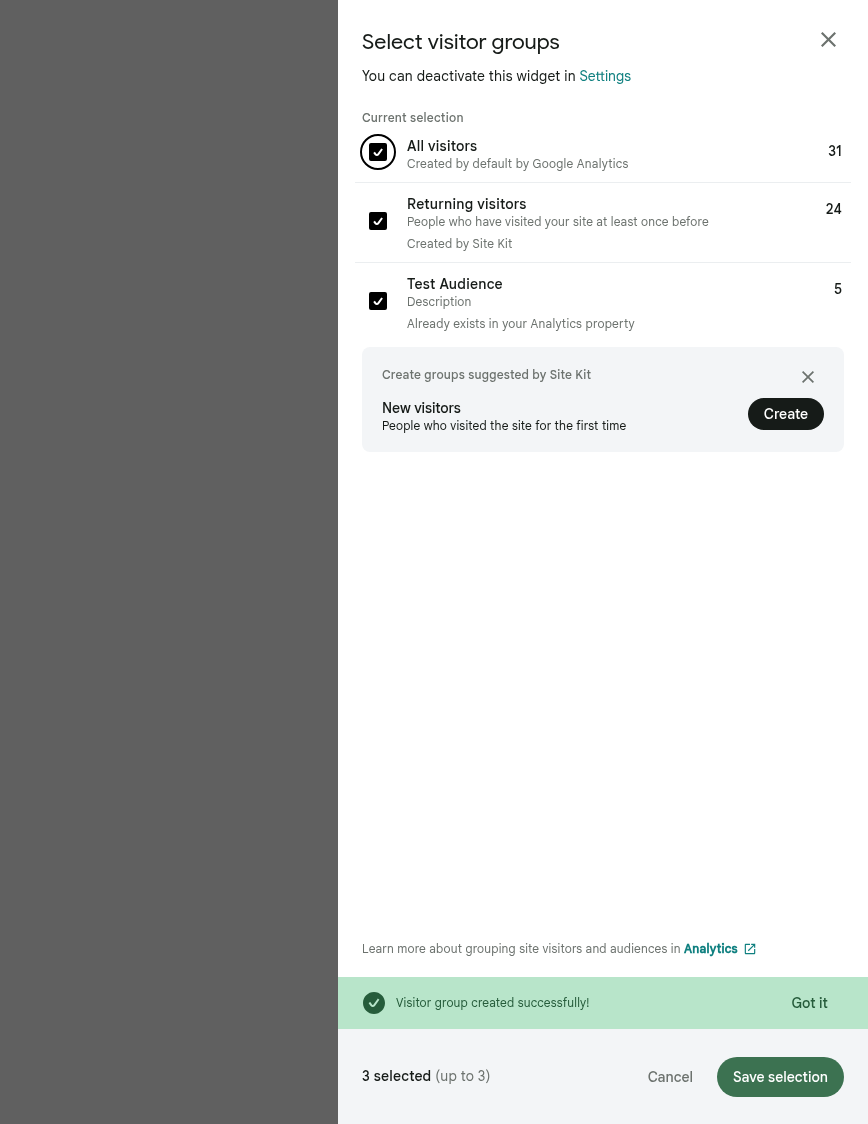 Select visitor groups
You can deactivate this widget in Settings
Current selection
All visitors 31
Created by default by Google Analytics
Returning visitors 24
People who have visited your site at least once before
Created by Site Kit
Test Audience 5
Description
Already exists in your Analytics property
Create groups suggested by Site Kit
New visitors
People who visited the site for the first time
Create
Learn more about grouping site visitors and audiences in Analytics
Visitor group created successfully! Got it
3 selected (up to 3) Cancel Save selection